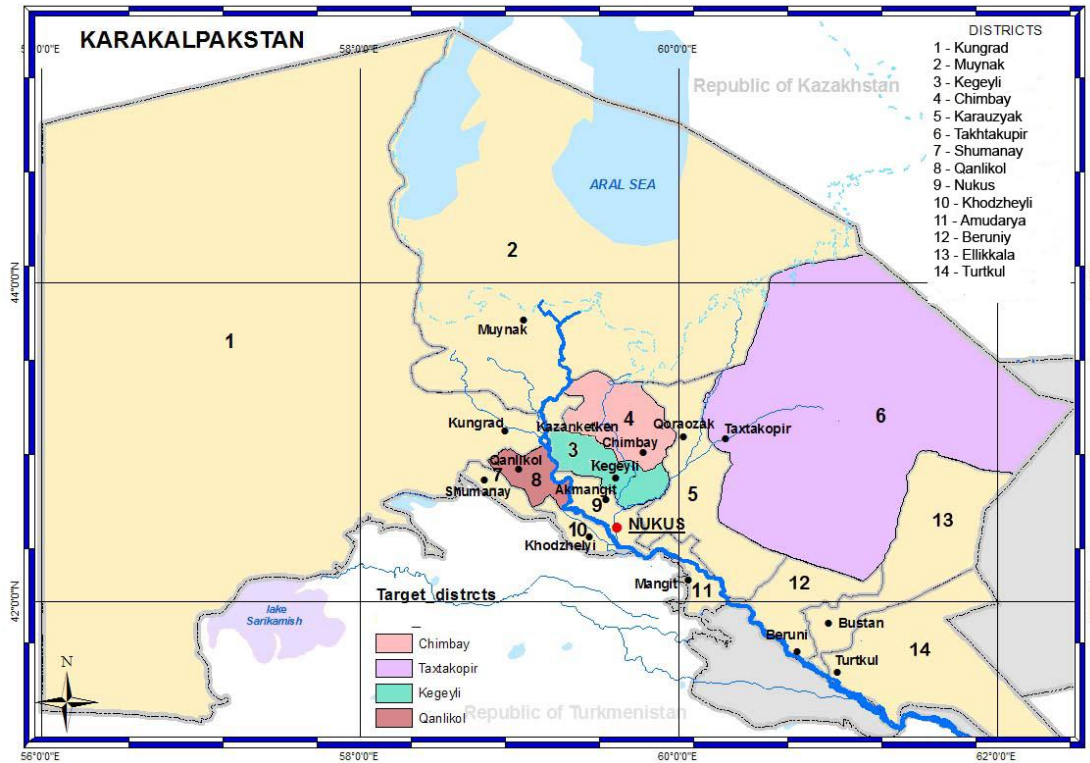 KARAKALPAKSTAN
58°0'0"E
60°0'0"E
DISTRICTS
1 - Kungrad
2 - Muynak
3 - Kegeyli
4 - Chimbay
5 - Karauzyak
6 - Takhtakupir
7 - Shumanay
8 - Qanlikol
9 - Nukus
10 - Khodzheyli
11 - Amudarya
12 - Beruniy
13 - Ellikkala
14 - Turtkul
Republic of Kazakhstan
ARAL SEA
2
44°0'0"N
Muynak
1
6
4
Kungrad
Kazanketken
Qoraozak
Taxtakopir
Chimbay
3
Qanlikol
Kegeyli
7
8
Shumanay
Akmangit
5
9
13
10
NUKUS
Khodzhelyi
Mangit
11
12
42°0'0"N
Target_distrcts
lake
Sarikamish
Bustan
Beruni
14
Turtkul
Chimbay
Taxtakopir
Kegeyli
Qanlikol
N
Republic of Turkmenistan
56°0'0"E
58°0'0"E
60°0'0"E
62°0'0"E